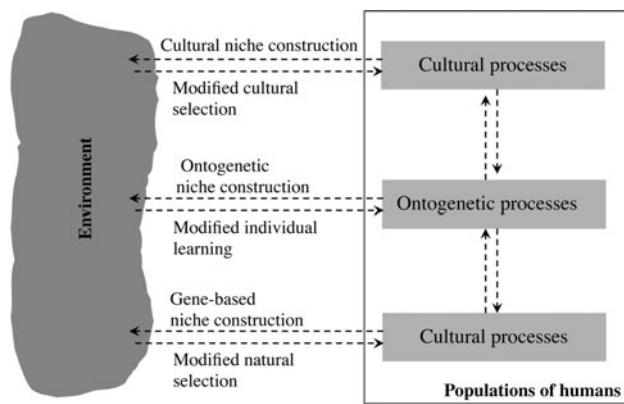 Cultural niche construction
Cultural processes
Modified cultural
selection
Environment
Ontogenetic
niche construction
Ontogenetic processes
Modified individual
learning
Gene-based
niche construction
Cultural processes
Modified natural
selection
Populations of humans